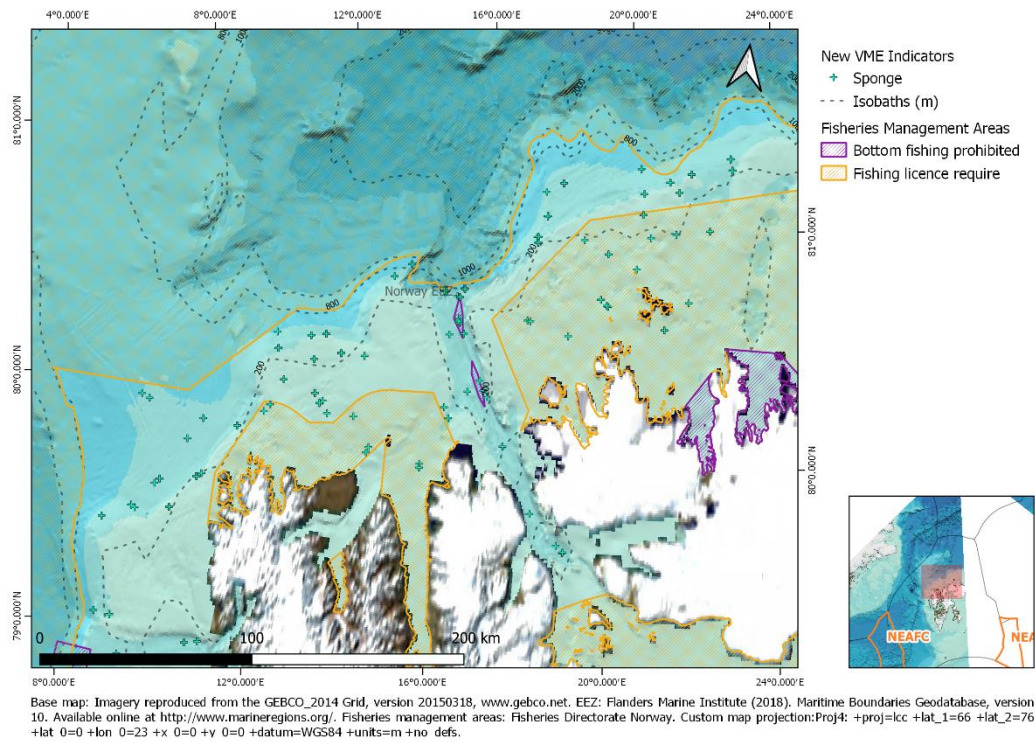 4°0.000'E 8°0.000'E 12°0.000'E 16°0.000'E 20°0.000'E 24°0.000'E
81°0.000'N
81°0.000'N
80°0.000'N
80°0.000'N
79°0.000'N
12°0.000'E 16°0.000'E 20°0.000'E 24°0.000'E
800
1000
2000
800
1000
200
800
200
Norway EEZ
0 100 200 km
New VME Indicators
Sponge
Isobaths (m)
Fisheries Management Areas
Bottom fishing prohibited
Fishing licence require
NEAFC
NEA
Base map: Imagery reproduced from the GEBCO_2014 Grid, version 20150318, www.gebco.net. EEZ: Flanders Marine Institute (2018). Maritime Boundaries Geodatabase, version
10. Available online at http://www.marineregions.org/. Fisheries management areas: Fisheries Directorate Norway. Custom map projection:Proj4: +proj=lcc +lat_1=66 +lat_2=76
+lat_0=0 +lon_0=23 +x_0=0 +y_0=0 +datum=WGS84 +units=m +no_defs.